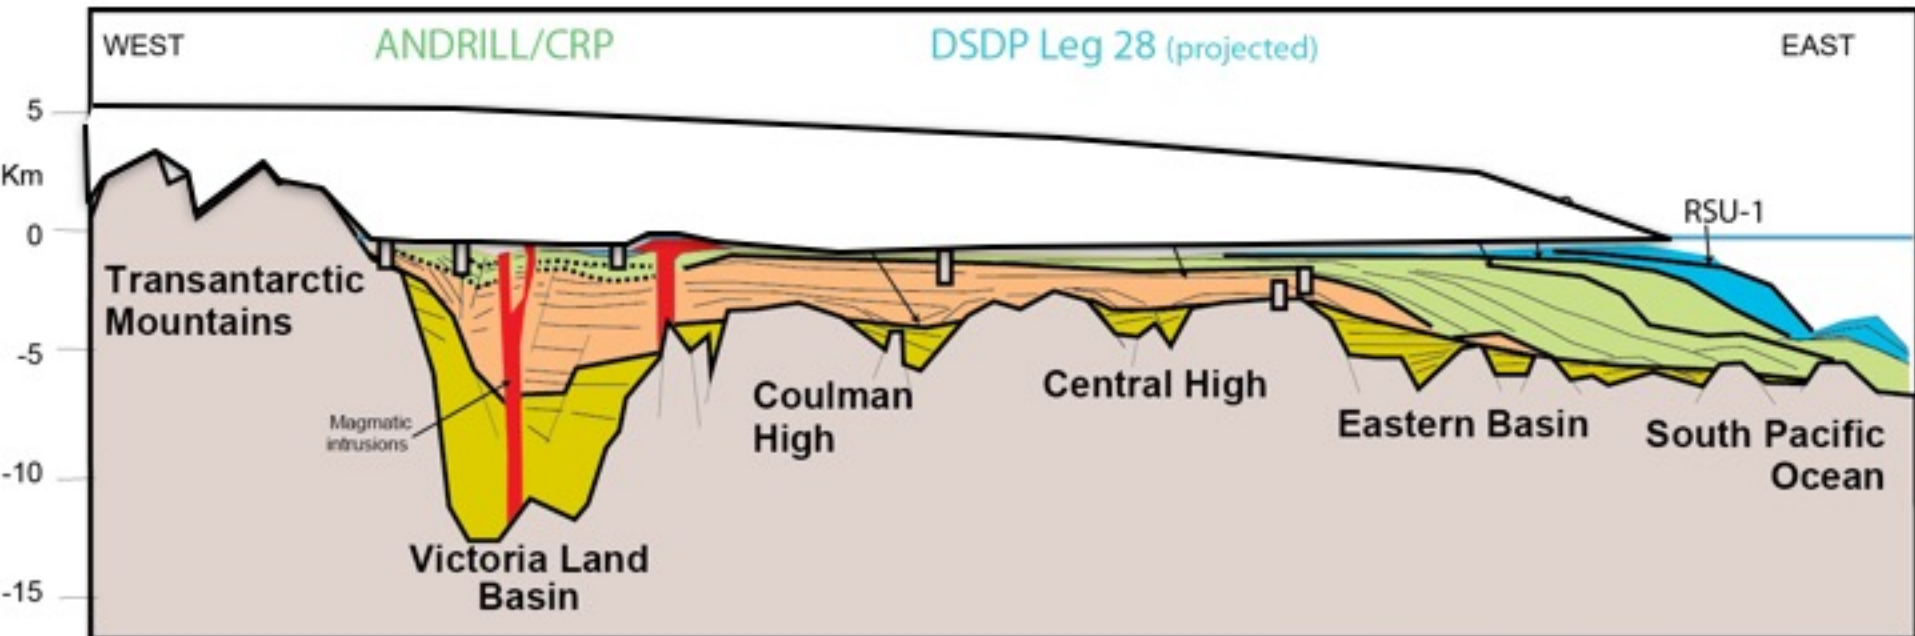 WEST
ANDRILL/CRP
DSDP Leg 28 (projected)
EAST
5
Km
0
-5
-10
-15
RSU-1
Transantarctic
Mountains
Magmatic
intrusions
Victoria Land
Basin
Coulman
High
Central High
Eastern Basin
South Pacific
Ocean